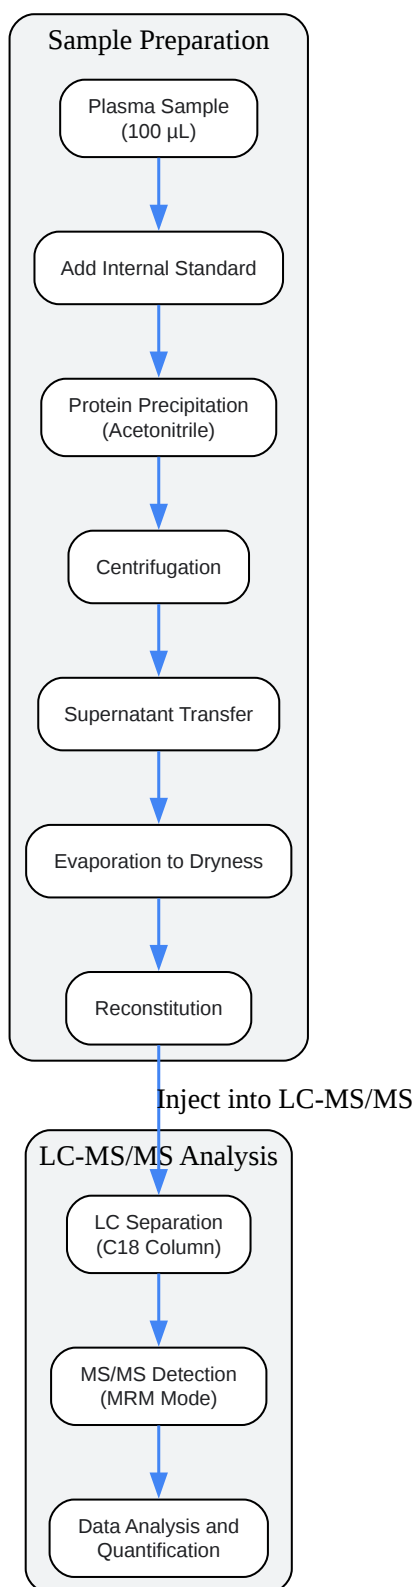 Sample Preparation
Plasma Sample
(100 µL)
Add Internal Standard
Protein Precipitation
(Acetonitrile)
Centrifugation
Supernatant Transfer
Evaporation to Dryness
Reconstitution
Inject into LC-MS/MS
LC-MS/MS Analysis
LC Separation
(C18 Column)
MS/MS Detection
(MRM Mode)
Data Analysis and
Quantification